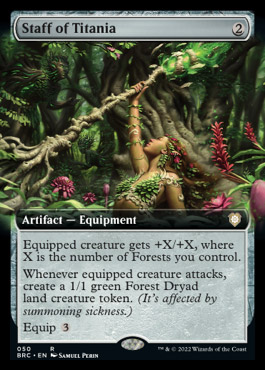 Staff of Titania 2
Artifact — Equipment
Equipped creature gets +X/+X, where
X is the number of Forests you control.
Whenever equipped creature attacks,
create a 1/1 green Forest Dryad
land creature token. (It's affected by
summoning sickness.)
Equip 3
050 R
BRC • EN SAMUEL PERIN
™ & © 2022 Wizards of the Coast